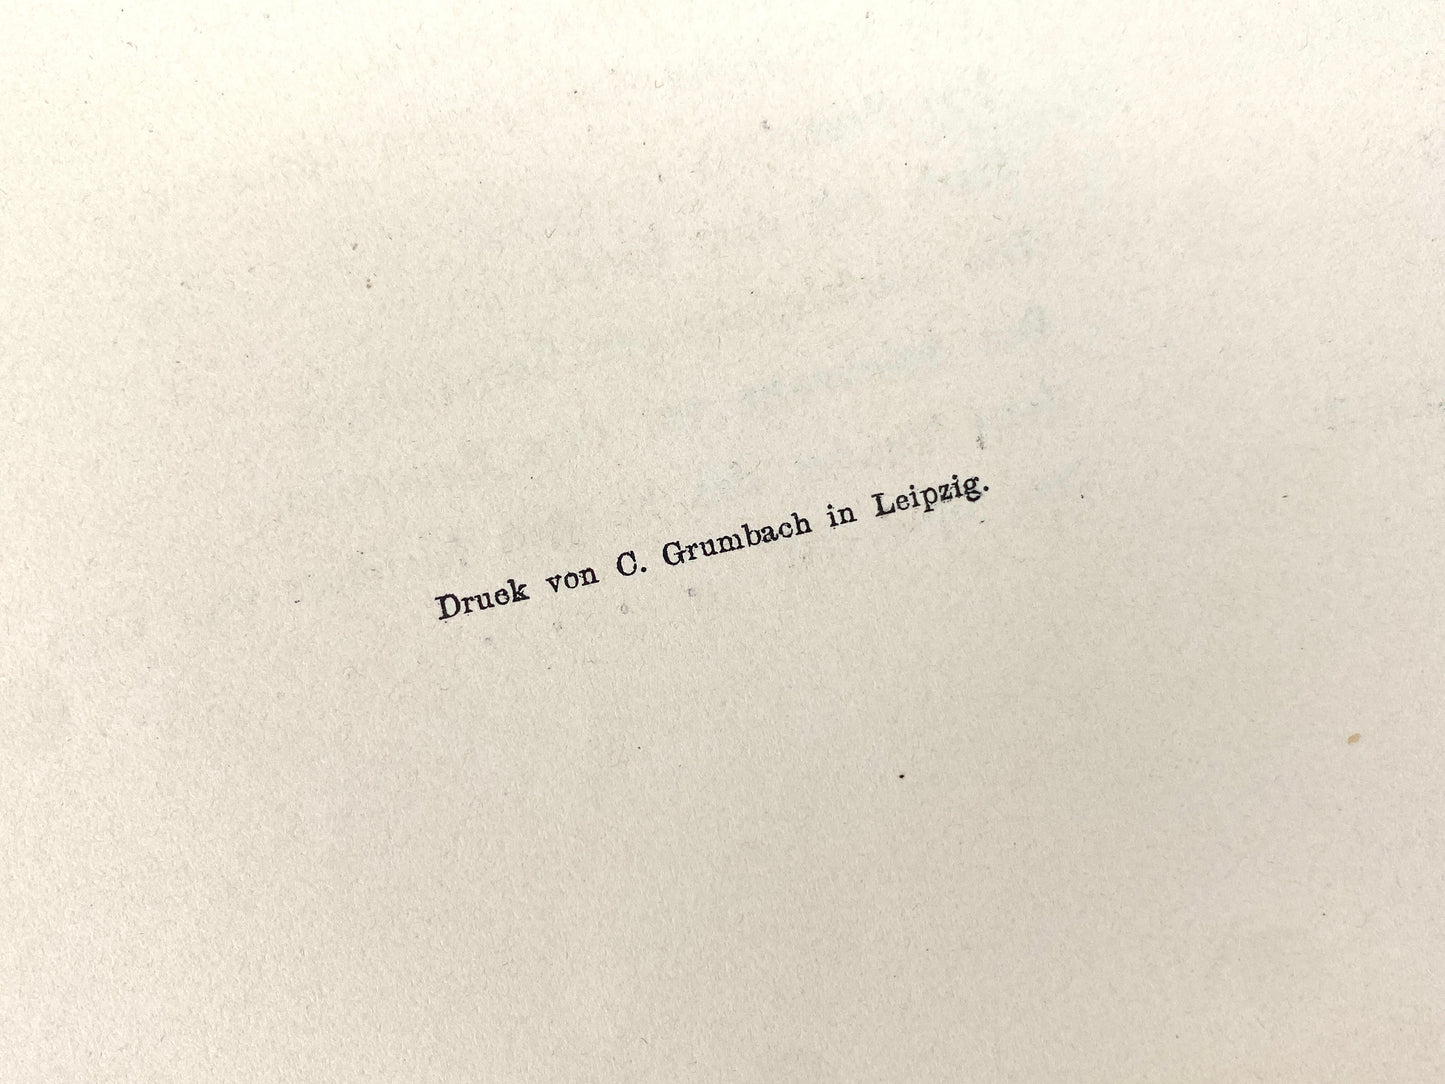 Druck von C. Grumbach in Leipzig.